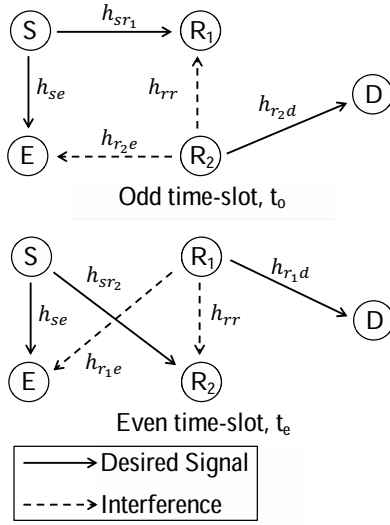 S h_{sr_1} R_1
h_{se} h_{rr} h_{r_2d} D
E h_{r_2e} R_2
Odd time-slot, t_o
S h_{sr_2} R_1 h_{r_1d}
h_{se} h_{rr} D
E h_{r_1e} R_2
Even time-slot, t_e
Desired Signal
Interference